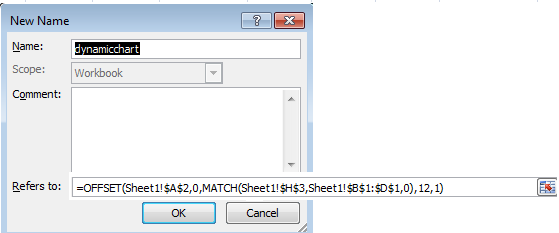 New Name
Name: dynamicchart
Scope: Workbook
Comment:
Refers to: =OFFSET(Sheet1!$A$2,0,MATCH(Sheet1!$H$3,Sheet1!$B$1:$D$1,0),12,1)
OK Cancel